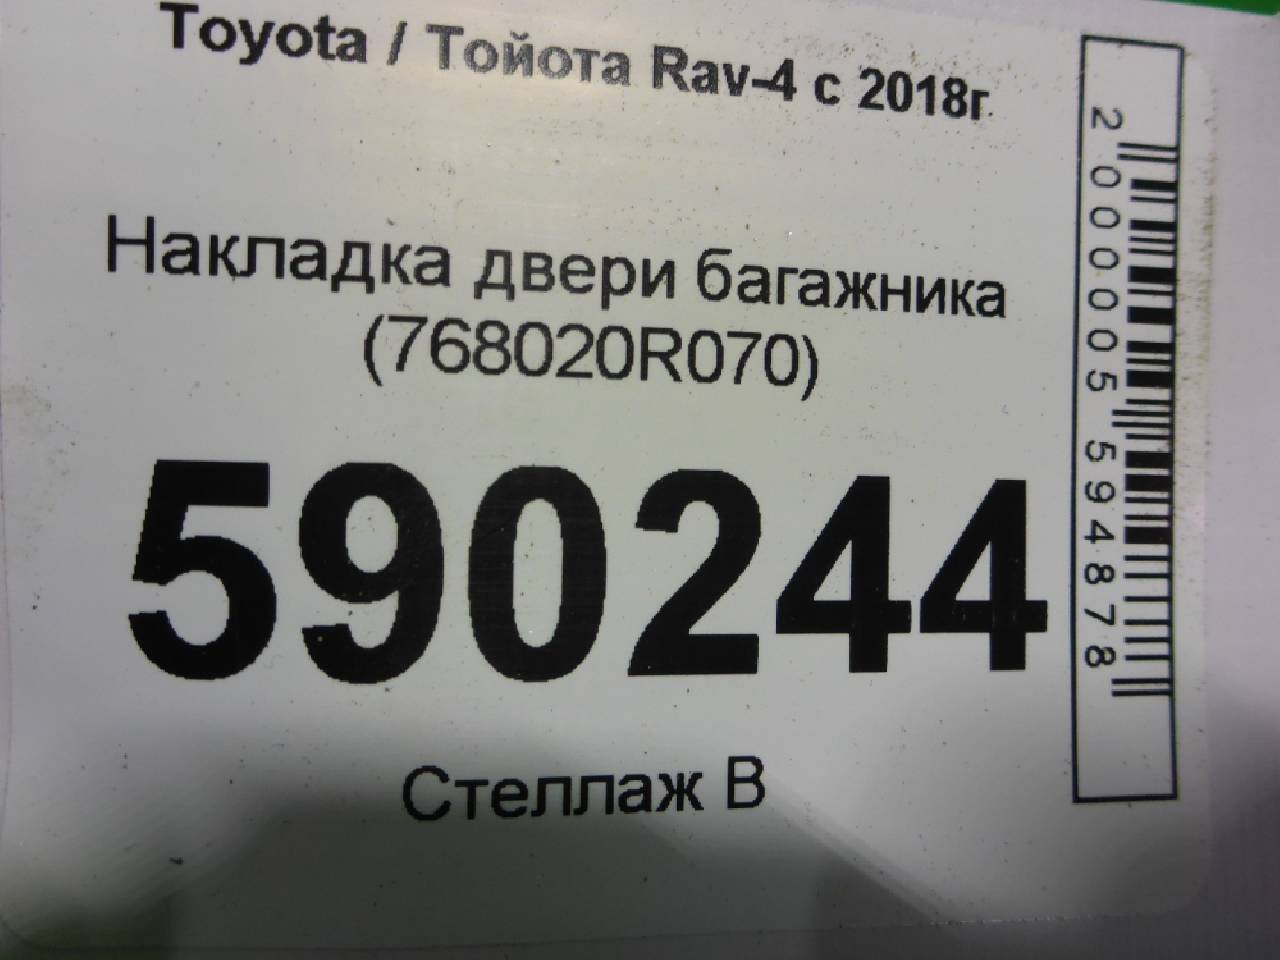 Toyota / Тойота Rav-4 с 2018г.
Накладка двери багажника
(768020R070)
590244
Стеллаж B
2000005594878